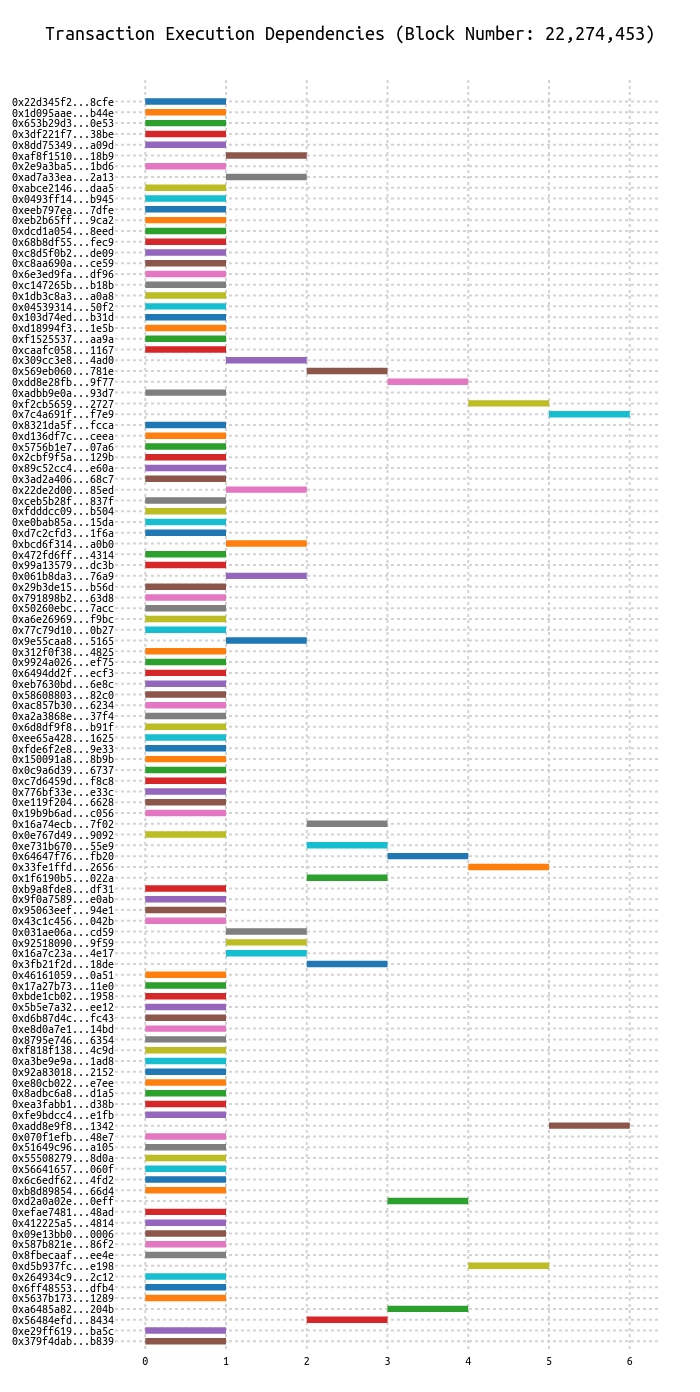 Transaction Execution Dependencies (Block Number: 22,274,453)
0x22d345f2...8cfe
0x1d095aae...b44e
0x653b29d3...0e53
0x3df221f7...38be
0x8dd75349...a09d
0xaf8f1510...18b9
0x2e9a3ba5...1bd6
0xad7a33ea...2a13
0xabce2146...daa5
0x0493ff14...b945
0xeeb797ea...7dfe
0xeb2b65ff...9ca2
0xdcd1a054...8eed
0x68b8df55...fec9
0xc8d5f0b2...de09
0xc8aa690a...ce59
0x6e3ed9fa...df96
0xc147265b...b18b
0x1db3c8a3...a0a8
0x04539314...50f2
0x103d74ed...b31d
0xd18994f3...1e5b
0xf1525537...aa9a
0xcaafc058...1167
0x309cc3e8...4ad0
0x569eb060...781e
0xdd8e28fb...9f77
0xadbb9e0a...93d7
0xf2cb5659...2727
0x7c4a691f...f7e9
0x8321da5f...fcca
0xd136df7c...ceea
0x5756b1e7...07a6
0x2cbf9f5a...129b
0x89c52cc4...e60a
0x3ad2a406...68c7
0x22de2d00...85ed
0xceb5b28f...837f
0xfdddcc09...b504
0xe0bab85a...15da
0xd7c2cfd3...1f6a
0xbcd6f314...a0b0
0x472fd6ff...4314
0x99a13579...dc3b
0x061b8da3...76a9
0x29b3de15...b56d
0x791898b2...63d8
0x50260ebc...7acc
0xa6e26969...f9bc
0x77c79d10...0b27
0x9e55caa8...5165
0x312f0f38...4825
0x9924a026...ef75
0x6494dd2f...ecf3
0xeb7630bd...6e8c
0x58608803...82c0
0xac857b30...6234
0xa2a3868e...37f4
0x6d8df9f8...b91f
0xee65a428...1625
0xfde6f2e8...9e33
0x150091a8...8b9b
0x0c9a6d39...6737
0xc7d6459d...f8c8
0x776bf33e...e33c
0xe119f204...6628
0x19b9b6ad...c056
0x16a74ecb...7f02
0x0e767d49...9092
0xe731b670...55e9
0x64647f76...fb20
0x33fe1ffd...2656
0x1f6190b5...022a
0xb9a8fde8...df31
0x9f0a7589...e0ab
0x95063eef...94e1
0x43c1c456...042b
0x031ae06a...cd59
0x92518090...9f59
0x16a7c23a...4e17
0x3fb21f2d...18de
0x46161059...0a51
0x17a27b73...11e0
0xbde1cb02...1958
0x5b5e7a32...ee12
0xd6b87d4c...fc43
0xe8d0a7e1...14bd
0x8795e746...6354
0xf818f138...4c9d
0xa3be9e9a...1ad8
0x92a83018...2152
0xe80cb022...e7ee
0x8adbc6a8...d1a5
0xea3fabb1...d38b
0xfe9bdcc4...e1fb
0xadd8e9f8...1342
0x070f1efb...48e7
0x51649c96...a105
0x55508279...8d0a
0x56641657...060f
0x6c6edf62...4fd2
0xb8d89854...66d4
0xd2a0a02e...0eff
0xefae7481...48ad
0x412225a5...4814
0x09e13bb0...0006
0x587b821e...86f2
0x8fbecaaf...ee4e
0xd5b937fc...e198
0x264934c9...2c12
0x6ff48553...dfb4
0x5637b173...1289
0xa6485a82...204b
0x56484efd...8434
0xe29ff619...ba5c
0x379f4dab...b839
0 1 2 3 4 5 6